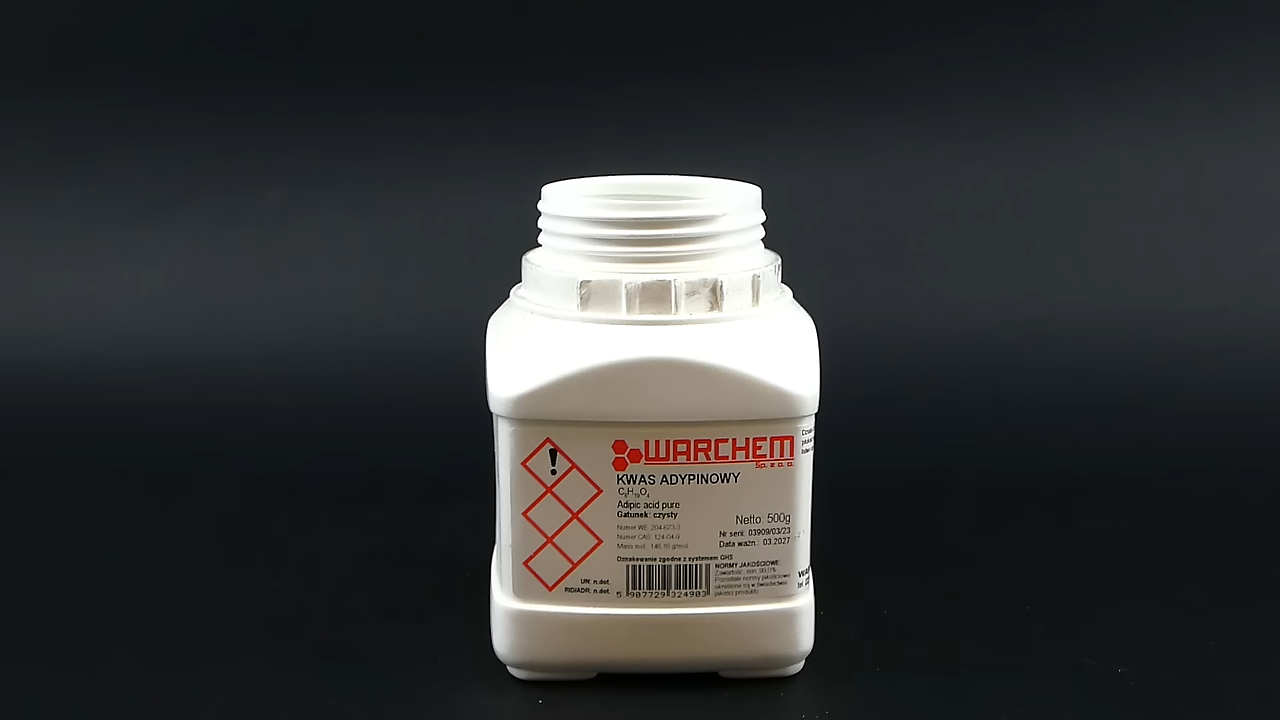 WARCHEM
Sp. z o. o.
KWAS ADYPINOWY
C₆H₁₀O₄
Adipic acid pure
Gatunek: czysty
Netto: 500g
Numer WE: 204-673-3
Nr serii: 03909/03/23
Numer CAS: 124-04-9
Data ważn.: 03.2027
Masa mol.: 146,15 g/mol
Oznakowanie zgodne z systemem GHS
NORMY JAKOŚCIOWE:
Zawartość: min. 99,0%
Pozostałe normy jakościowe
określone są w świadectwie
jakości produktu
UN: n.dot.
RID/ADR: n.dot.
5 907729 324903